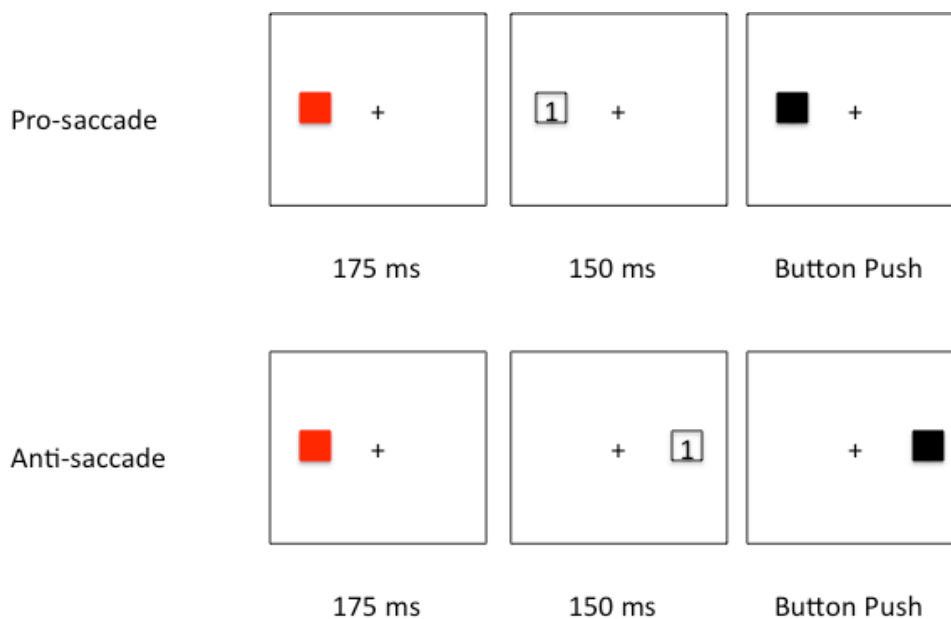 Pro-saccade
+
1 +
+
175 ms 150 ms Button Push
Anti-saccade
+
+ 1
+
175 ms 150 ms Button Push